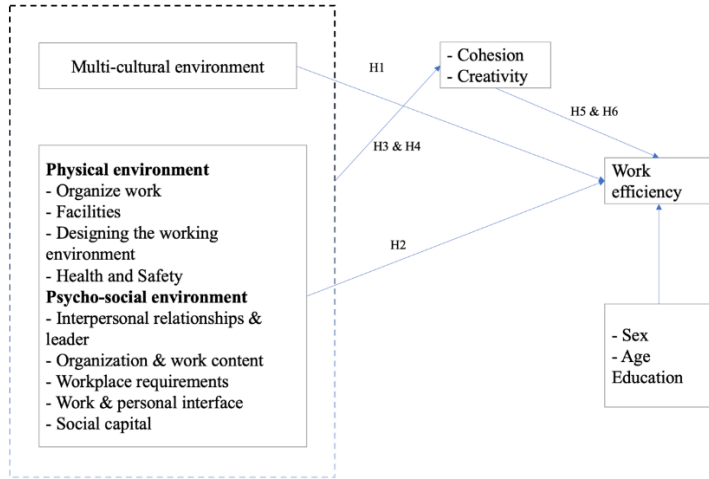 Multi-cultural environment
H1
- Cohesion
- Creativity
H5 & H6
H3 & H4
Physical environment
- Organize work
- Facilities
- Designing the working
environment
- Health and Safety
Psycho-social environment
- Interpersonal relationships &
leader
- Organization & work content
- Workplace requirements
- Work & personal interface
- Social capital
H2
Work
efficiency
- Sex
- Age
Education